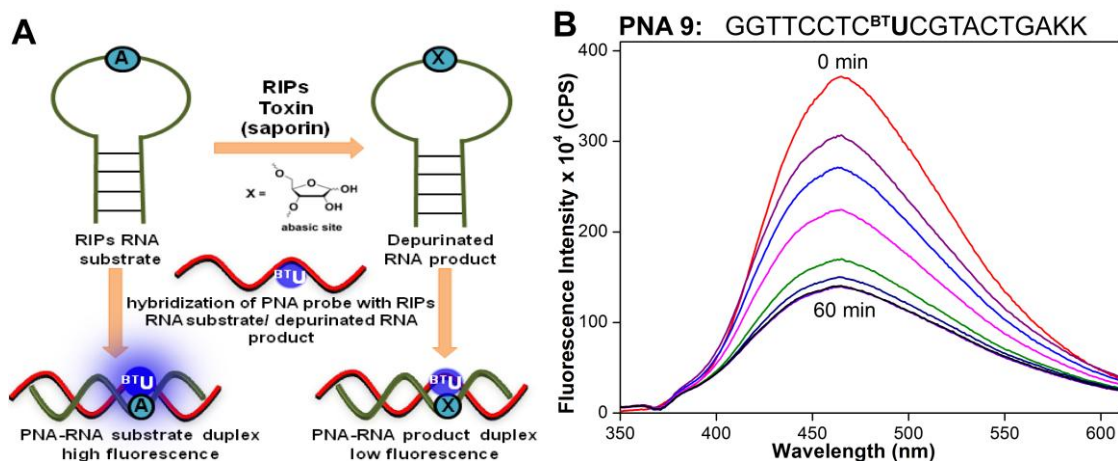 A
A
X
RIPs
Toxin
(saporin)
X =
O
O
O
OH
OH
abasic site
RIPs RNA
substrate
Depurinated
RNA product
BTU
hybridization of PNA probe with RIPs
RNA substrate/ depurinated RNA
product
BTU
A
BTU
X
PNA-RNA substrate duplex
high fluorescence
PNA-RNA product duplex
low fluorescence
B
PNA 9: GGTTCCTCBTUCGTACTGAKK
Fluorescence Intensity x 10⁴ (CPS)
400
300
200
100
0
0 min
60 min
350 400 450 500 550 600
Wavelength (nm)